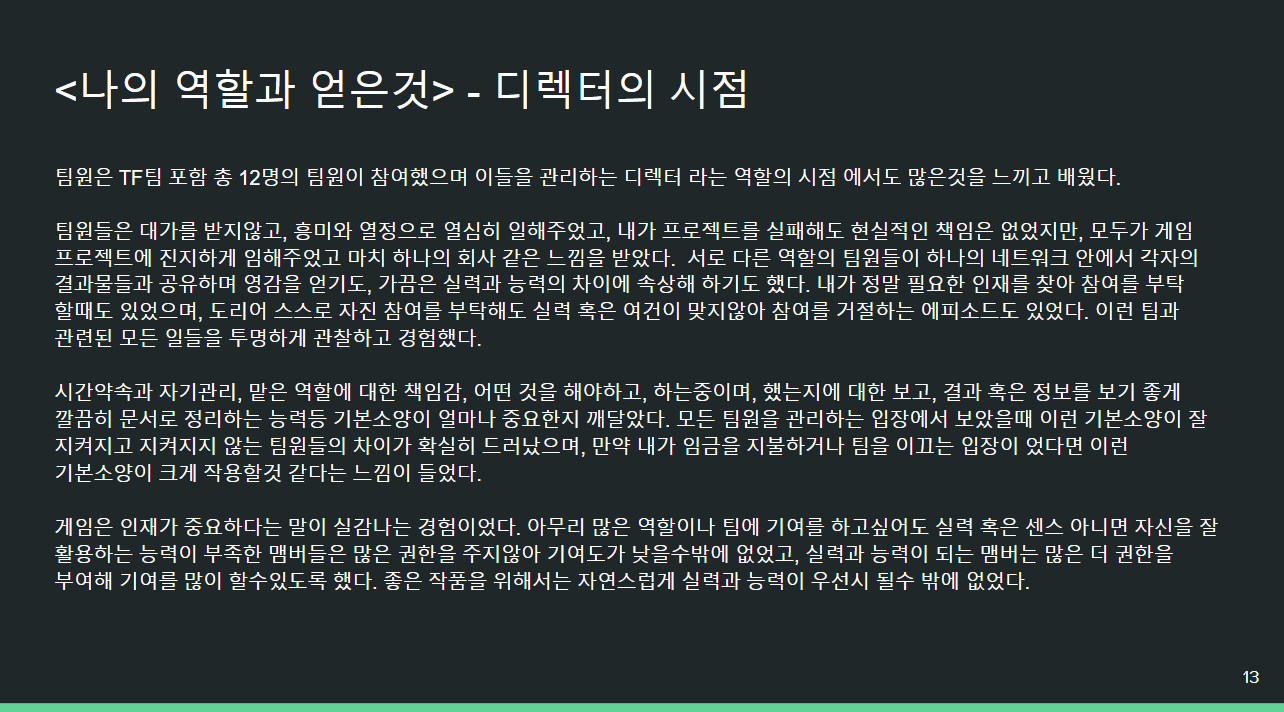 <나의 역할과 얻은것> - 디렉터의 시점
팀원은 TF팀 포함 총 12명의 팀원이 참여했으며 이들을 관리하는 디렉터 라는 역할의 시점 에서도 많은것을 느끼고 배웠다.
팀원들은 대가를 받지않고, 흥미와 열정으로 열심히 일해주었고, 내가 프로젝트를 실패해도 현실적인 책임은 없었지만, 모두가 게임
프로젝트에 진지하게 임해주었고 마치 하나의 회사 같은 느낌을 받았다.  서로 다른 역할의 팀원들이 하나의 네트워크 안에서 각자의
결과물들과 공유하며 영감을 얻기도, 가끔은 실력과 능력의 차이에 속상해 하기도 했다. 내가 정말 필요한 인재를 찾아 참여를 부탁
할때도 있었으며, 도리어 스스로 자진 참여를 부탁해도 실력 혹은 여건이 맞지않아 참여를 거절하는 에피소드도 있었다. 이런 팀과
관련된 모든 일들을 투명하게 관찰하고 경험했다.
시간약속과 자기관리, 맡은 역할에 대한 책임감, 어떤 것을 해야하고, 하는중이며, 했는지에 대한 보고, 결과 혹은 정보를 보기 좋게
깔끔히 문서로 정리하는 능력등 기본소양이 얼마나 중요한지 깨달았다. 모든 팀원을 관리하는 입장에서 보았을때 이런 기본소양이 잘
지켜지고 지켜지지 않는 팀원들의 차이가 확실히 드러났으며, 만약 내가 임금을 지불하거나 팀을 이끄는 입장이 었다면 이런
기본소양이 크게 작용할것 같다는 느낌이 들었다.
게임은 인재가 중요하다는 말이 실감나는 경험이었다. 아무리 많은 역할이나 팀에 기여를 하고싶어도 실력 혹은 센스 아니면 자신을 잘
활용하는 능력이 부족한 맴버들은 많은 권한을 주지않아 기여도가 낮을수밖에 없었고, 실력과 능력이 되는 맴버는 많은 더 권한을
부여해 기여를 많이 할수있도록 했다. 좋은 작품을 위해서는 자연스럽게 실력과 능력이 우선시 될수 밖에 없었다.
13